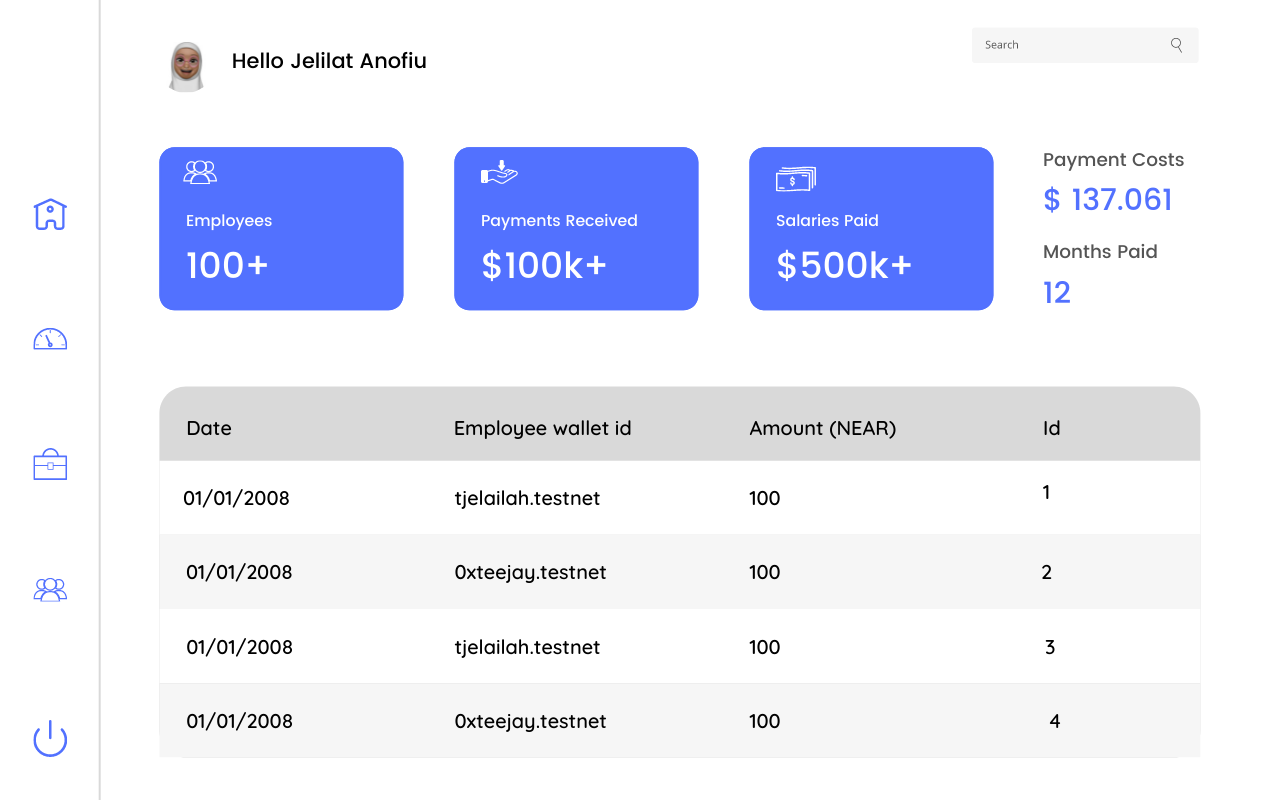 Hello Jelilat Anofiu
Search
Employees
100+
Payments Received
$100k+
Salaries Paid
$500k+
Payment Costs
$ 137.061
Months Paid
12
Date Employee wallet id Amount (NEAR) Id
01/01/2008 tjelailah.testnet 100 1
01/01/2008 0xteejay.testnet 100 2
01/01/2008 tjelailah.testnet 100 3
01/01/2008 0xteejay.testnet 100 4